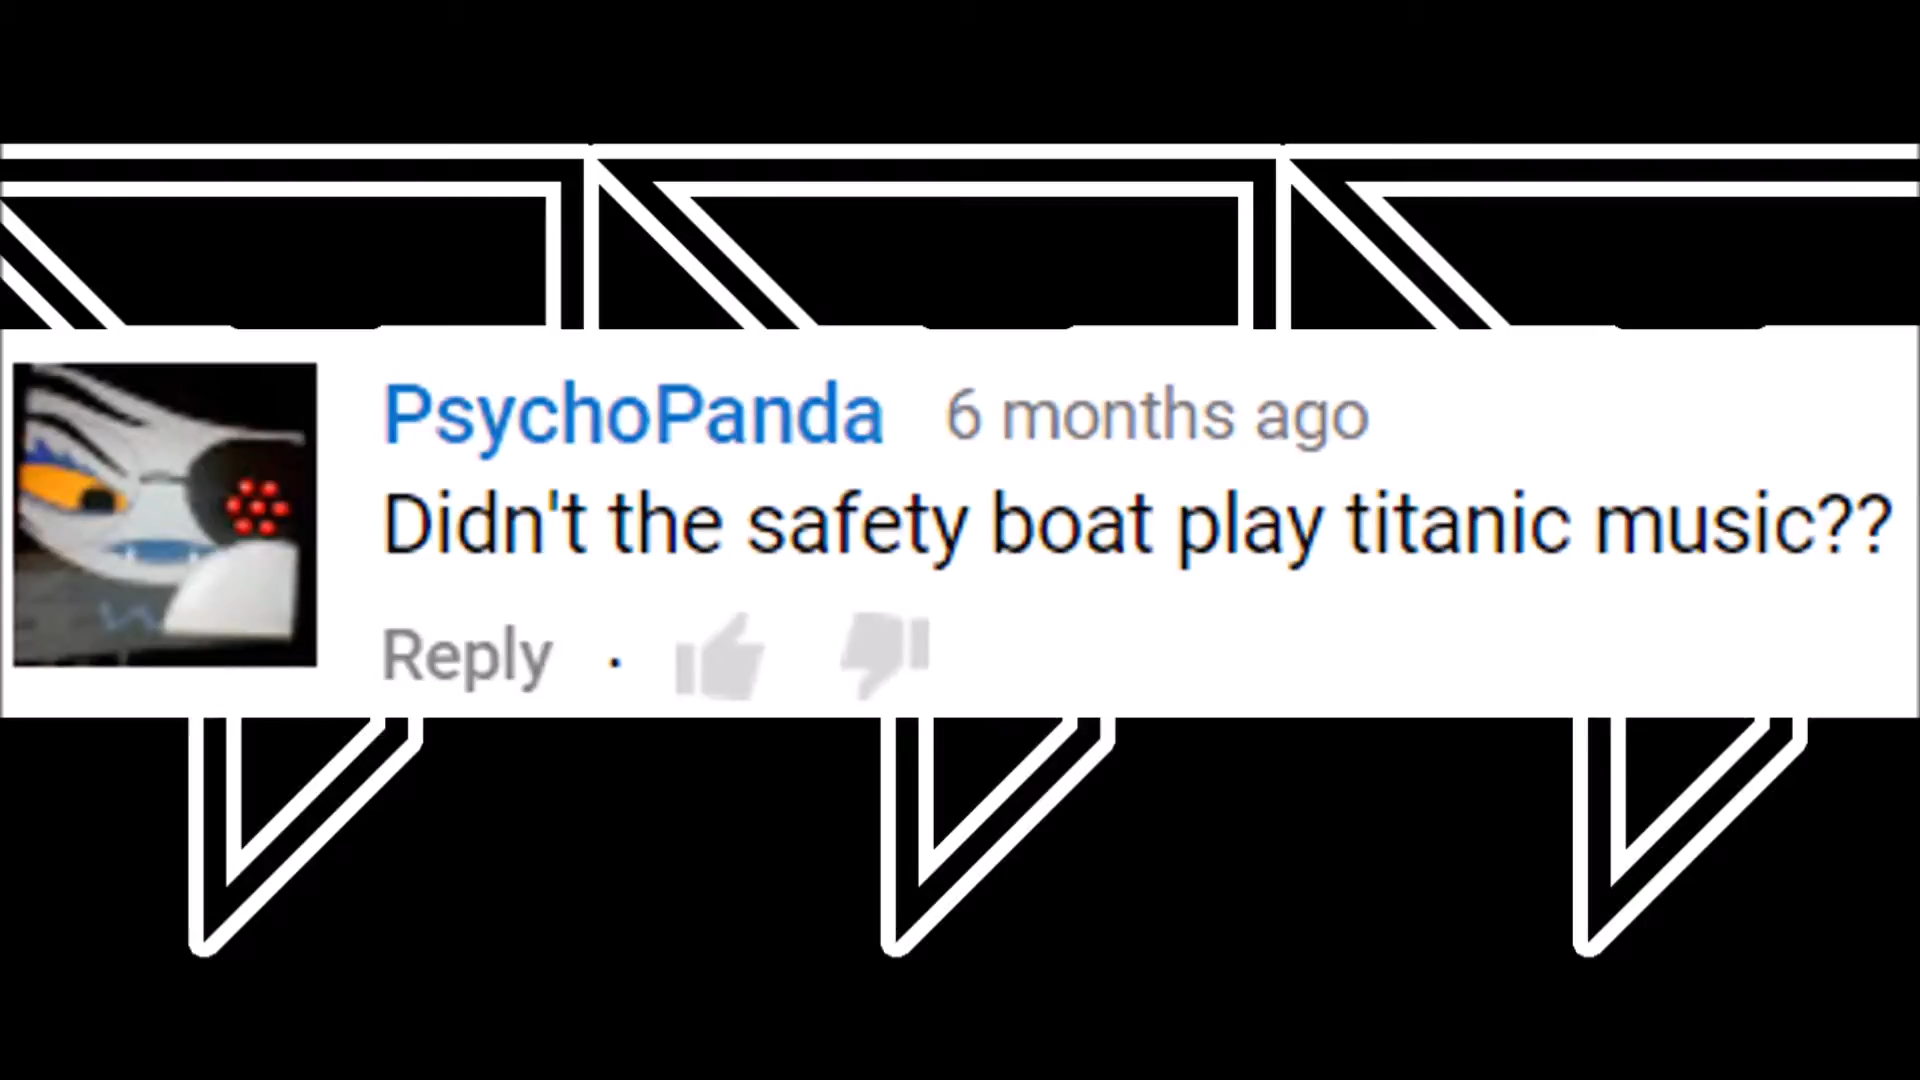 PsychoPanda 6 months ago
Didn't the safety boat play titanic music??
Reply ·